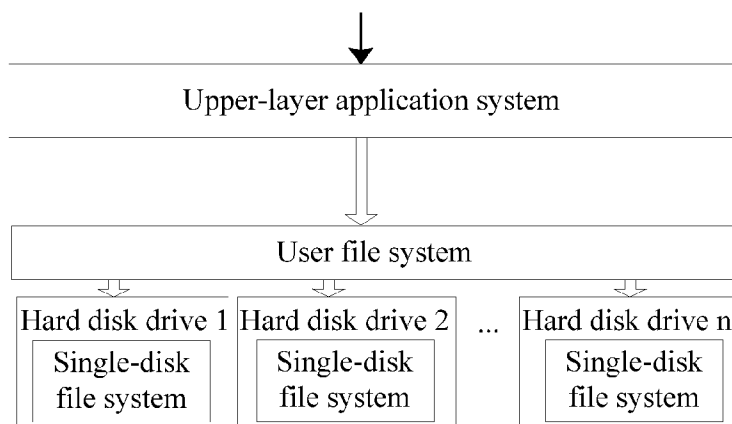 Upper-layer application system
User file system
Hard disk drive 1
Hard disk drive 2
...
Hard disk drive n
Single-disk
file system
Single-disk
file system
Single-disk
file system